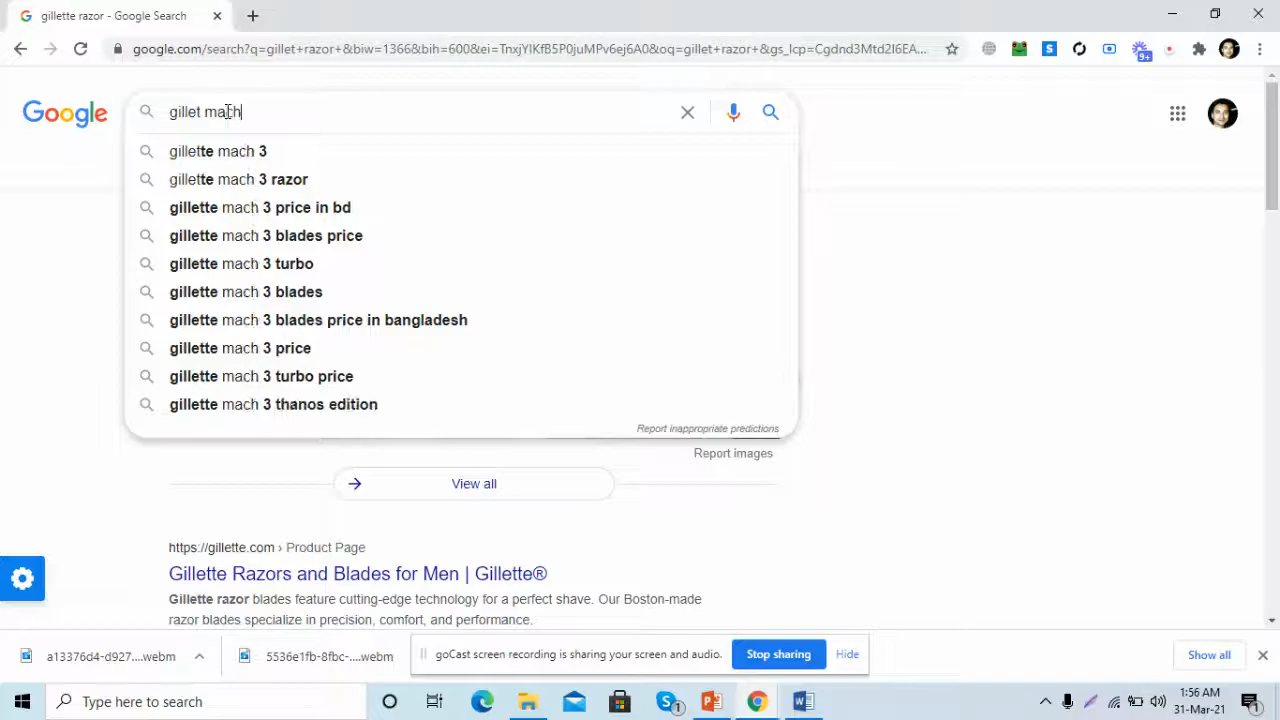 gillette razor - Google Search
google.com/search?q=gillet+razor+&biw=1366&bih=600&ei=TnxjYIKfB5P0juMPv6ej6A0&oq=gillet+razor+&gs_lcp=Cgdnd3Mtd2l6EA...
9+
Google
gillet mach
gillette mach 3
gillette mach 3 razor
gillette mach 3 price in bd
gillette mach 3 blades price
gillette mach 3 turbo
gillette mach 3 blades
gillette mach 3 blades price in bangladesh
gillette mach 3 price
gillette mach 3 turbo price
gillette mach 3 thanos edition
Report inappropriate predictions
Report images
View all
https://gillette.com › Product Page
Gillette Razors and Blades for Men | Gillette®
Gillette razor blades feature cutting-edge technology for a perfect shave. Our Boston-made
razor blades specialize in precision, comfort, and performance.
a13376d4-d927....webm
5536e1fb-8fbc-....webm
goCast screen recording is sharing your screen and audio.
Stop sharing
Hide
Show all
Type here to search
1:56 AM
31-Mar-21